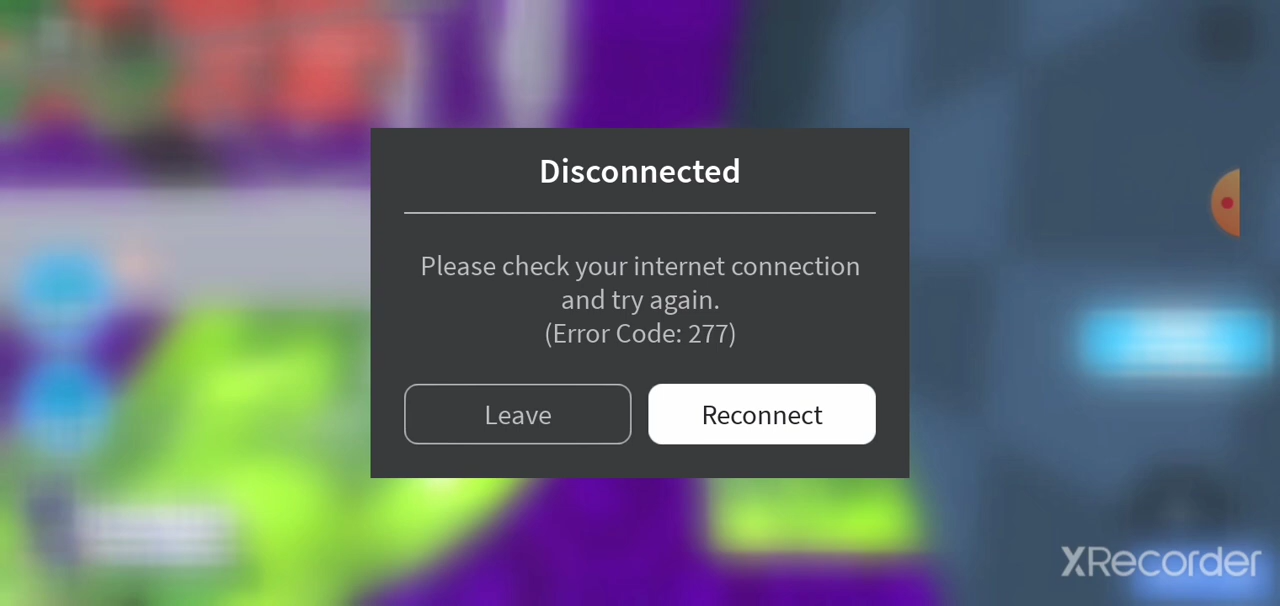 Disconnected
Please check your internet connection
and try again.
(Error Code: 277)
Leave
Reconnect
XRecorder